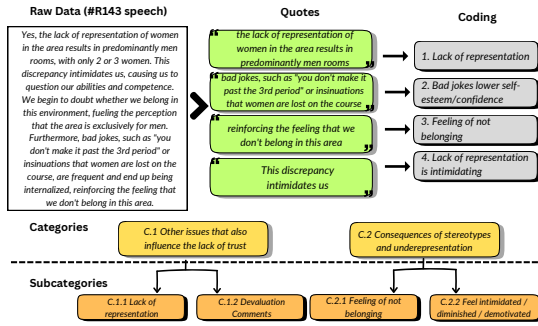 Raw Data (#R143 speech)
Yes, the lack of representation of women
in the area results in predominantly men
rooms, with only 2 or 3 women. This
discrepancy intimidates us, causing us to
question our abilities and competence.
We begin to doubt whether we belong in
this environment, fueling the perception
that the area is exclusively for men.
Furthermore, bad jokes, such as "you
don't make it past the 3rd period" or
insinuations that women are lost on the
course, are frequent and end up being
internalized, reinforcing the feeling that
we don't belong in this area.
Quotes
“ the lack of representation of
women in the area results in
predominantly men rooms ”
“ bad jokes, such as "you don't make it
past the 3rd period" or insinuations
that women are lost on the course ”
“ reinforcing the feeling that we
don't belong in this area ”
“ This discrepancy
intimidates us ”
Coding
1. Lack of representation
2. Bad jokes lower self-
esteem/confidence
3. Feeling of not
belonging
4. Lack of representation
is intimidating
Categories
C.1 Other issues that also
influence the lack of trust
C.2 Consequences of stereotypes
and underepresentation
Subcategories
C.1.1 Lack of
representation
C.1.2 Devaluation
Comments
C.2.1 Feeling of not
belonging
C.2.2 Feel intimidated /
diminished / demotivated